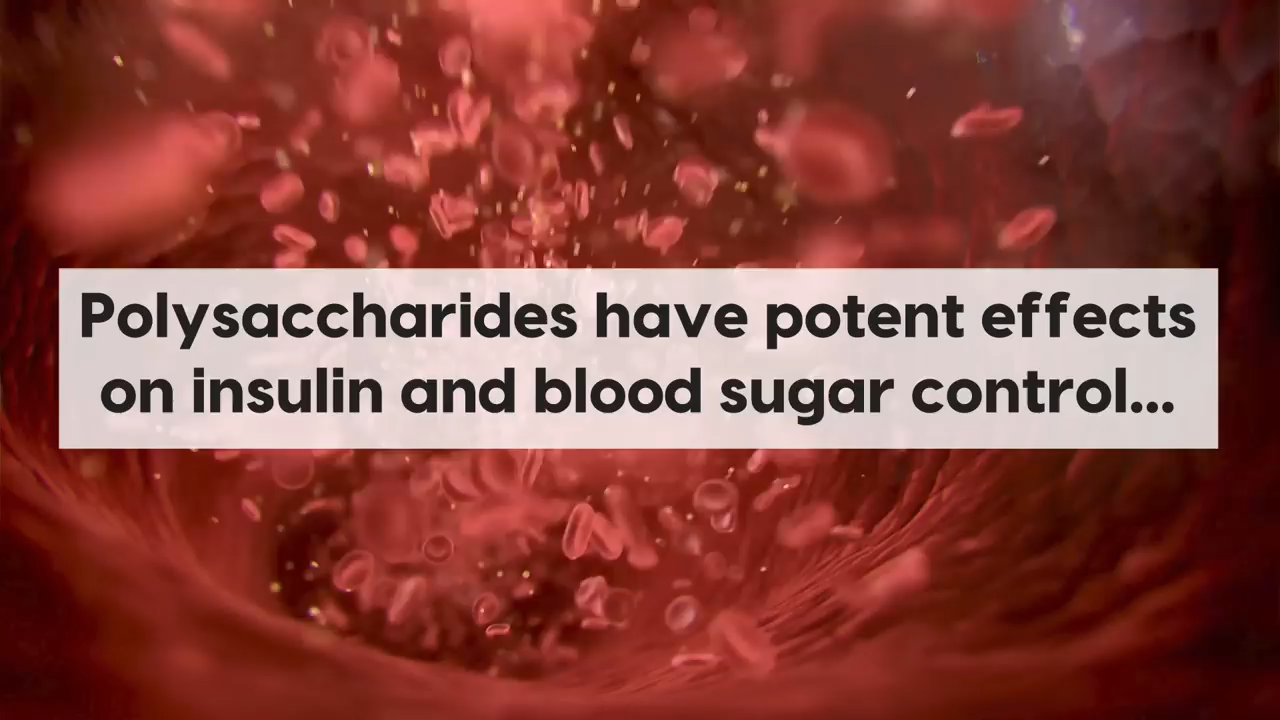 Polysaccharides have potent effects
on insulin and blood sugar control...